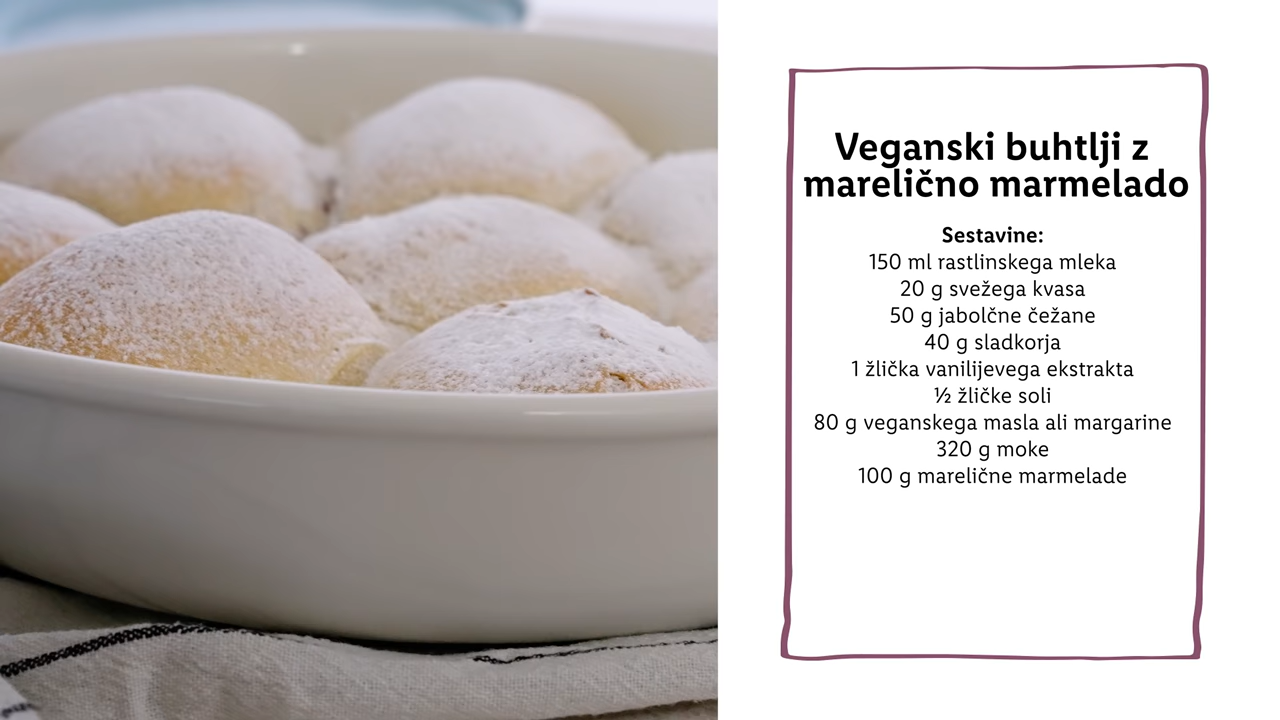 Veganski buhtlji z
marelično marmelado
Sestavine:
150 ml rastlinskega mleka
20 g svežega kvasa
50 g jabolčne čežane
40 g sladkorja
1 žlička vanilijevega ekstrakta
½ žličke soli
80 g veganskega masla ali margarine
320 g moke
100 g marelične marmelade